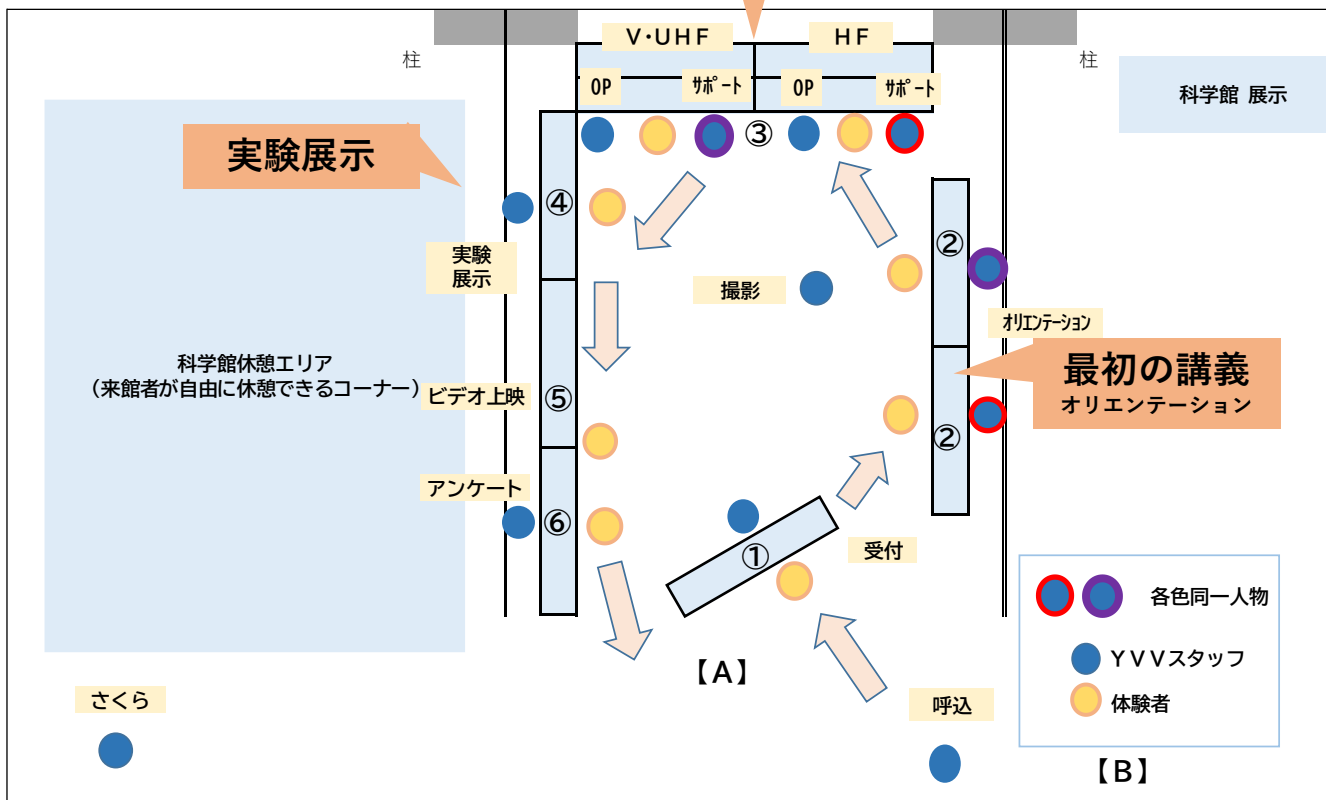 V・UHF
HF
柱
柱
OP
サポート
OP
サポート
科学館 展示
実験展示
③
④
②
実験
展示
撮影
オリエンテーション
最初の講義
オリエンテーション
科学館休憩エリア
（来館者が自由に休憩できるコーナー）
ビデオ上映
⑤
②
アンケート
⑥
①
受付
各色同一人物
YVVスタッフ
体験者
【A】
さくら
呼込
【B】